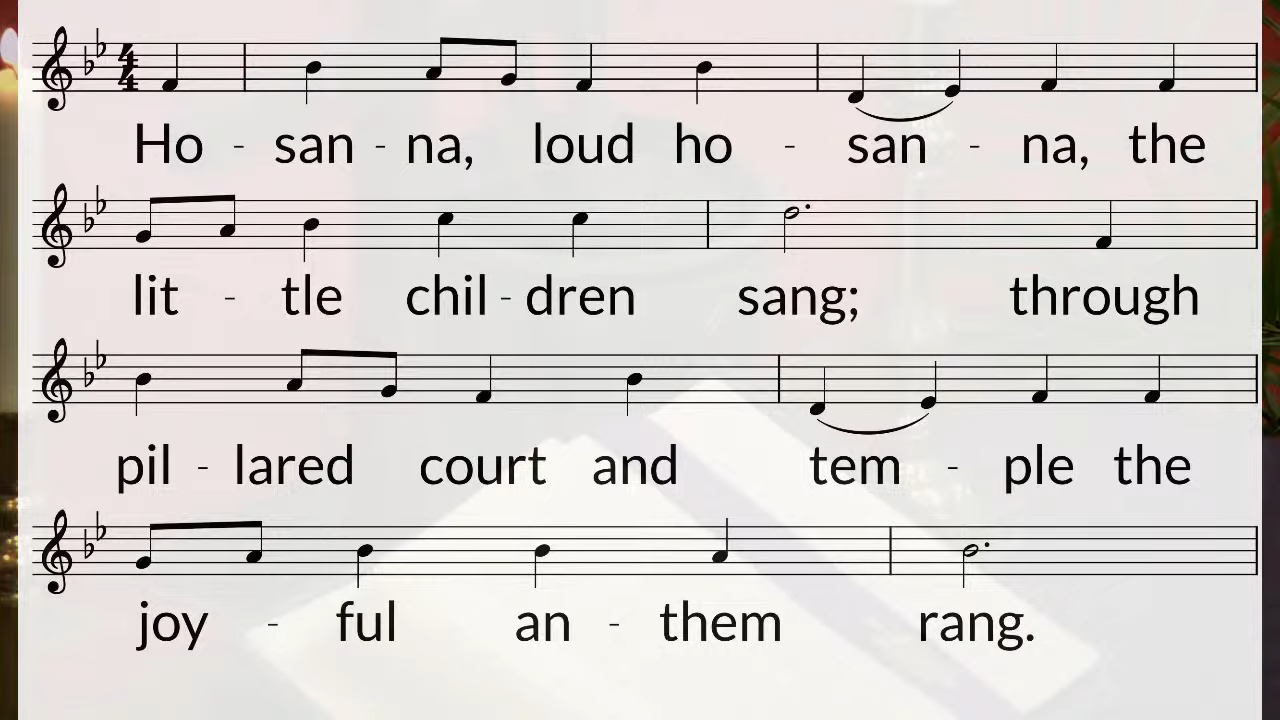 Ho - san - na, loud ho - san - na, the
lit - tle chil - dren sang; through
pil - lared court and tem - ple the
joy - ful an - them rang.